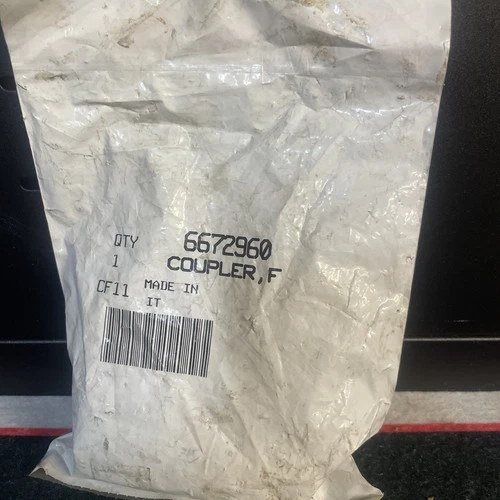 QTY 6672960
1 COUPLER,F
CF11 MADE IN
IT